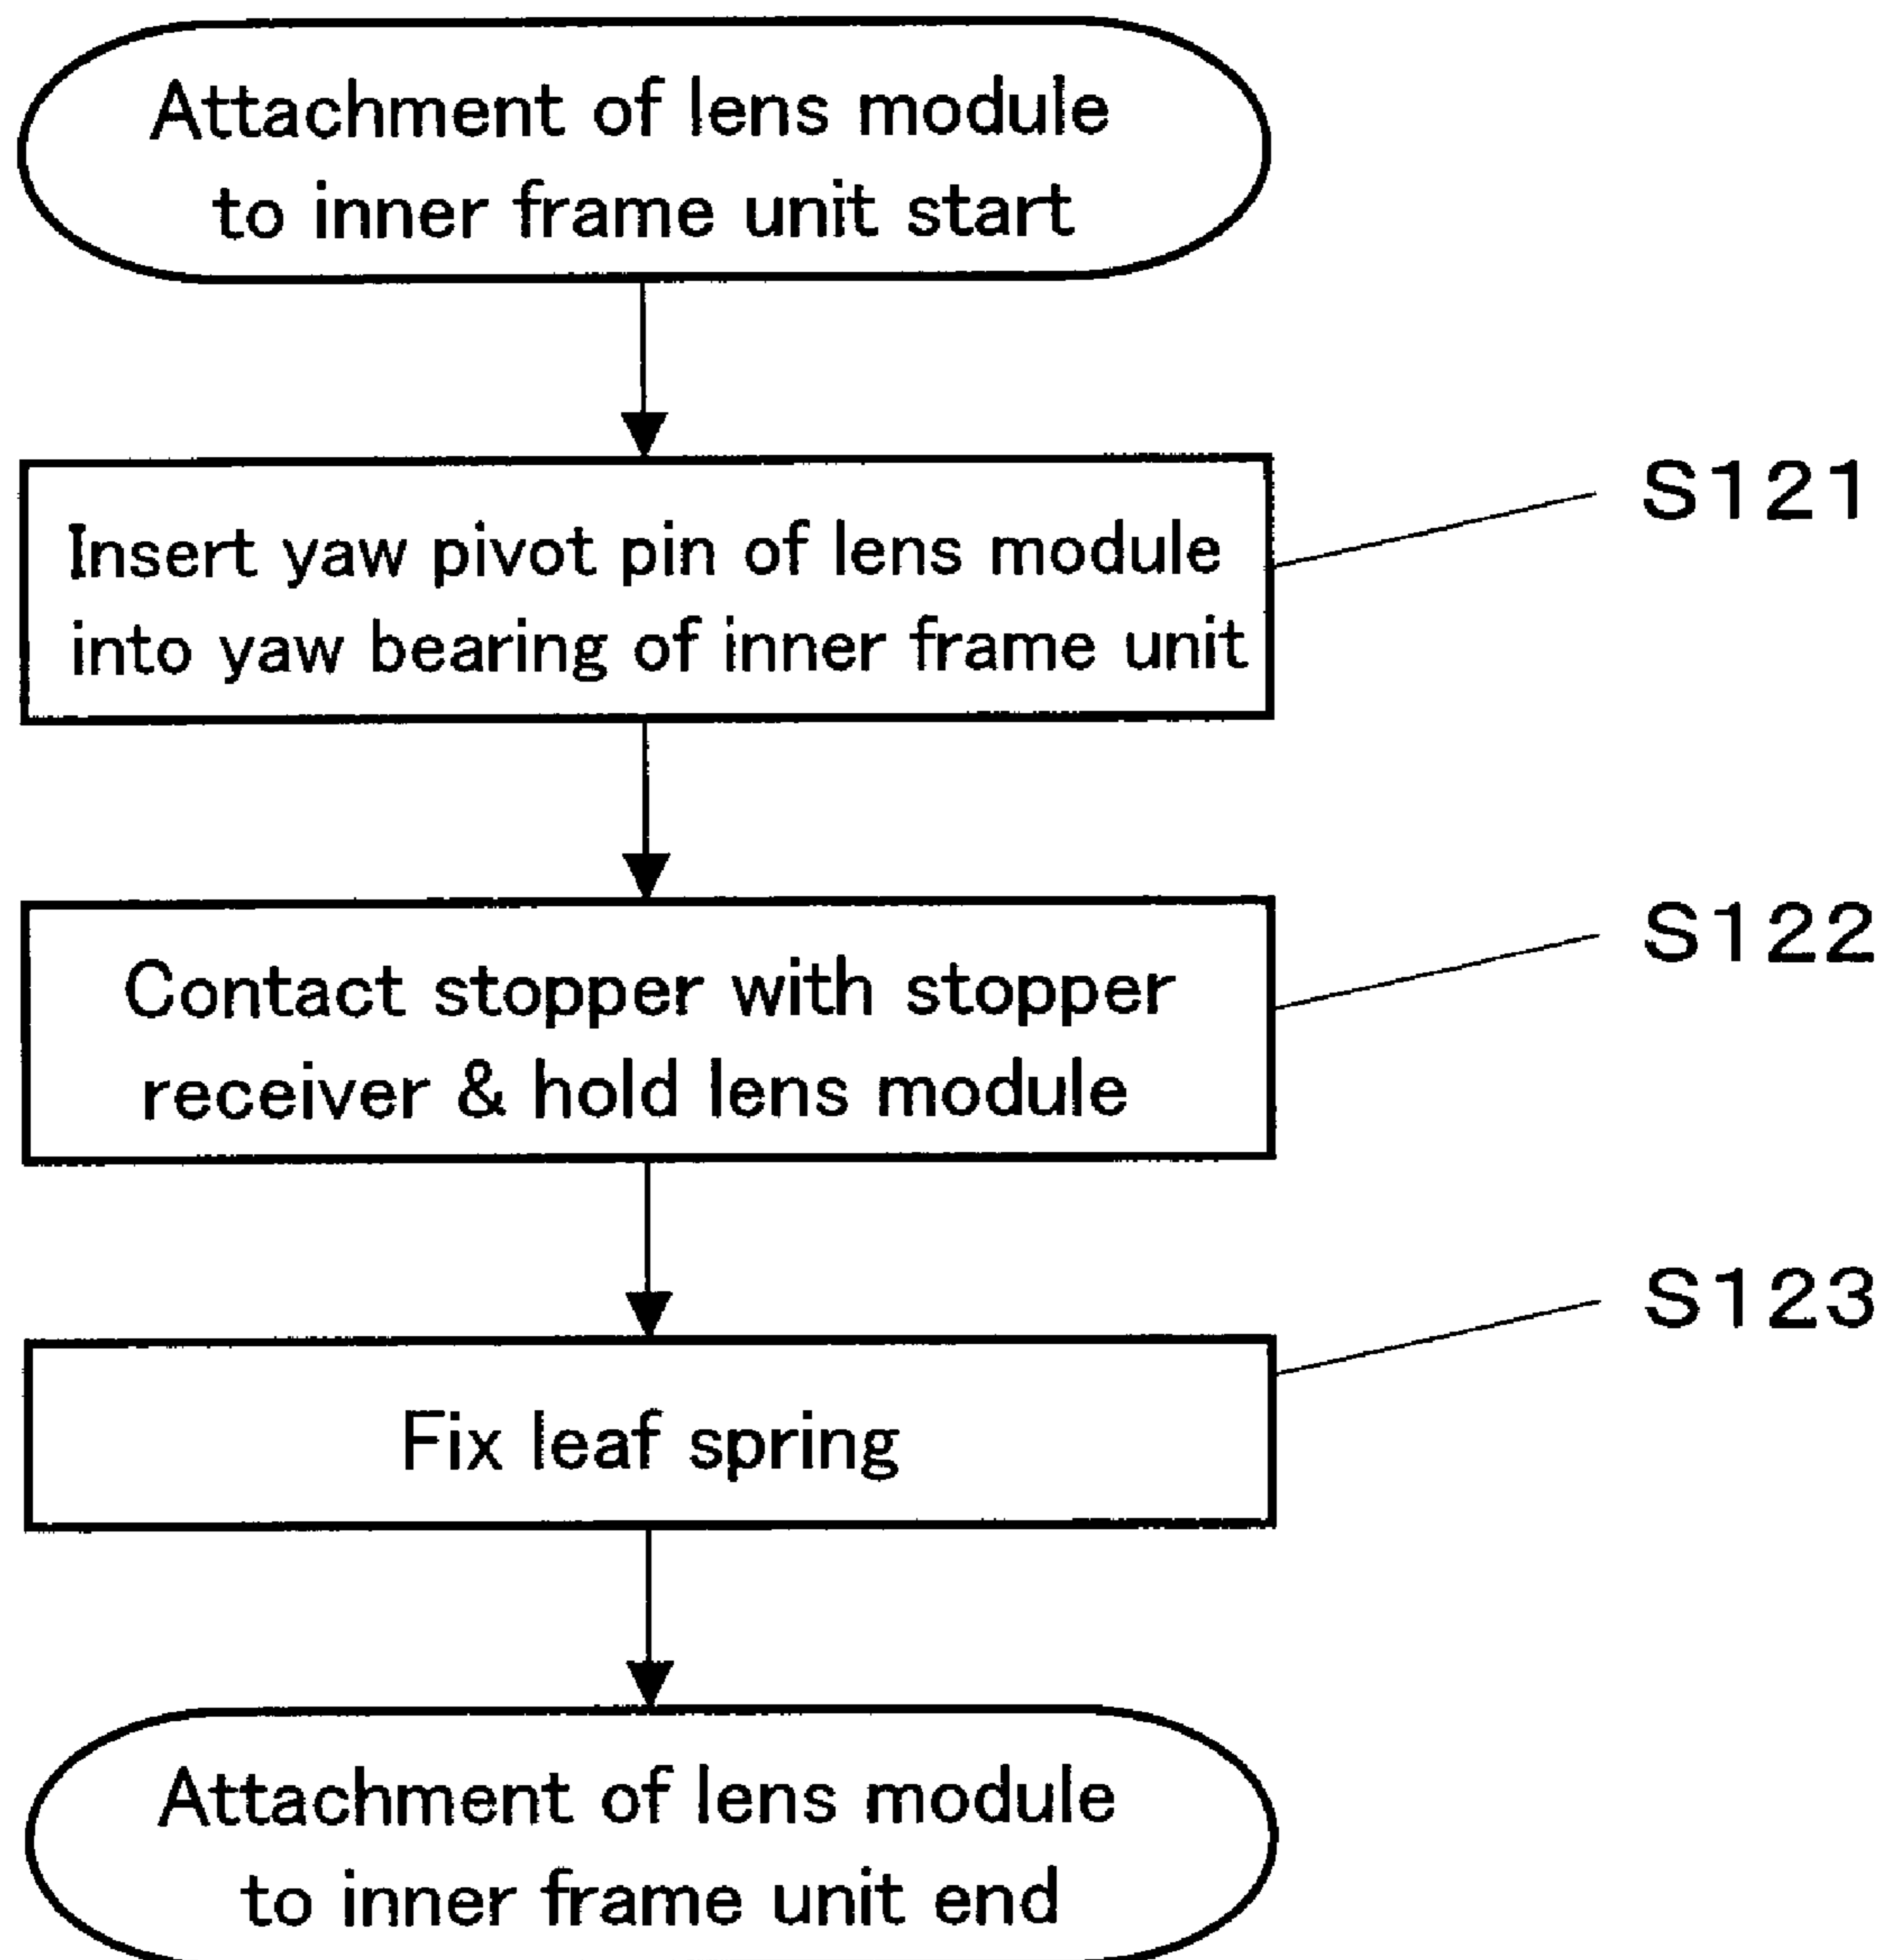 Attachment of lens module
to inner frame unit start
Insert yaw pivot pin of lens module
into yaw bearing of inner frame unit
S121
Contact stopper with stopper
receiver & hold lens module
S122
Fix leaf spring
S123
Attachment of lens module
to inner frame unit end